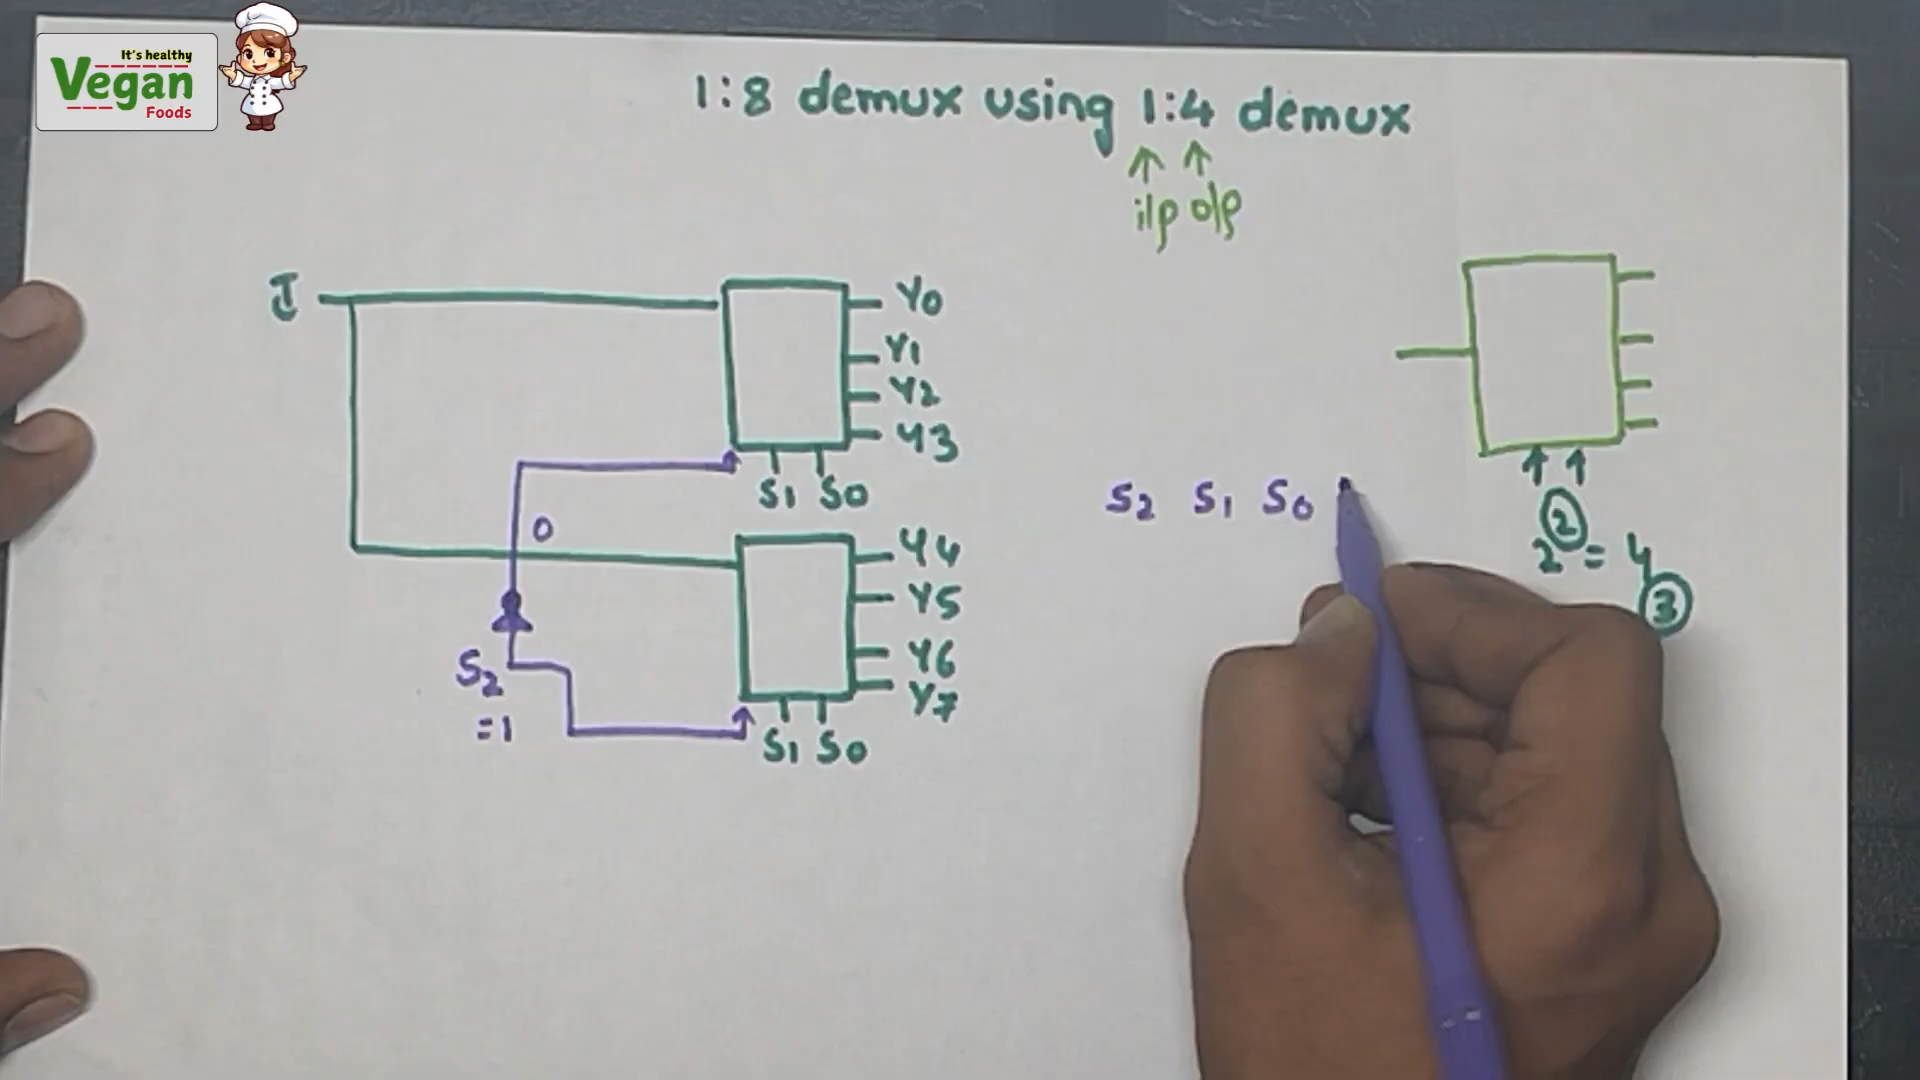 It's healthy
Vegan
Foods
1:8 demux using 1:4 demux
i/p o/p
I
Y0
Y1
Y2
Y3
S1 S0
0
Y4
Y5
Y6
Y7
S1 S0
S2
=1
S2 S1 S0
2
2 = 4
3